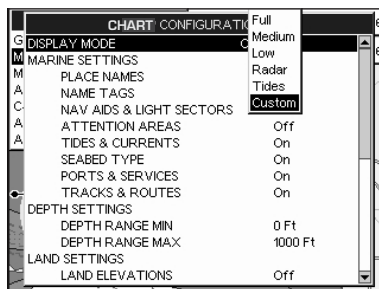 CHART CONFIGURATIO
Full
Medium
Low
Radar
Tides
Custom
DISPLAY MODE
MARINE SETTINGS
PLACE NAMES
NAME TAGS
NAV AIDS & LIGHT SECTORS
ATTENTION AREAS Off
TIDES & CURRENTS On
SEABED TYPE On
PORTS & SERVICES On
TRACKS & ROUTES On
DEPTH SETTINGS
DEPTH RANGE MIN 0 Ft
DEPTH RANGE MAX 1000 Ft
LAND SETTINGS
LAND ELEVATIONS Off